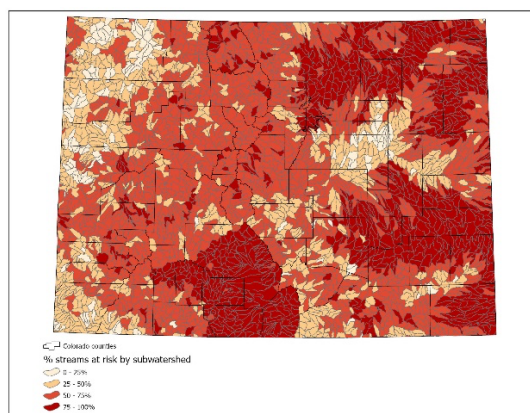 Colorado counties
% streams at risk by subwatershed
0 - 25%
25 - 50%
50 - 75%
75 - 100%